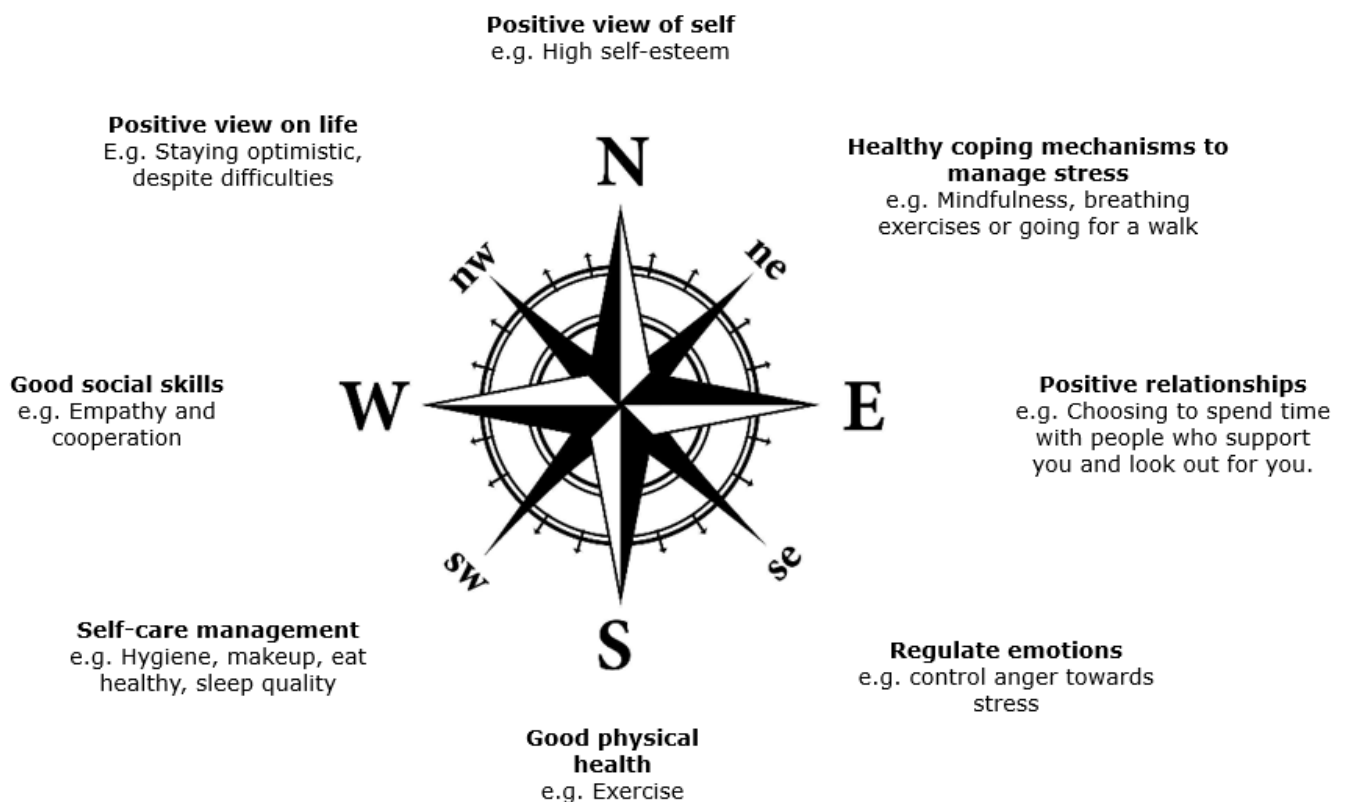 Positive view of self
e.g. High self-esteem
Positive view on life
E.g. Staying optimistic,
despite difficulties
N
Healthy coping mechanisms to
manage stress
e.g. Mindfulness, breathing
exercises or going for a walk
nw
ne
Good social skills
e.g. Empathy and
cooperation
W
E
Positive relationships
e.g. Choosing to spend time
with people who support
you and look out for you.
sw
se
Self-care management
e.g. Hygiene, makeup, eat
healthy, sleep quality
S
Regulate emotions
e.g. control anger towards
stress
Good physical
health
e.g. Exercise